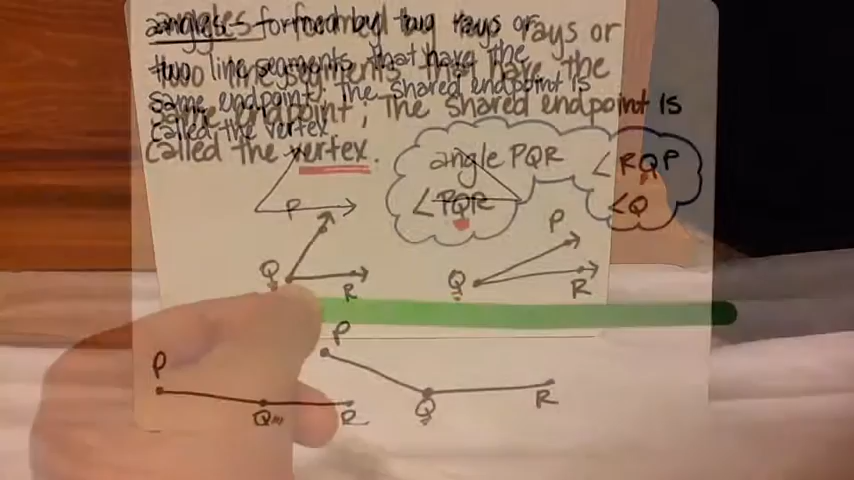 angles - formed by two rays or
two line segments that have the
same endpoint. The shared endpoint is
called the vertex.
angle PQR
∠RQP
∠PQR
∠Q
P
P
Q
R
Q
R
P
P
Q
R
Q
R